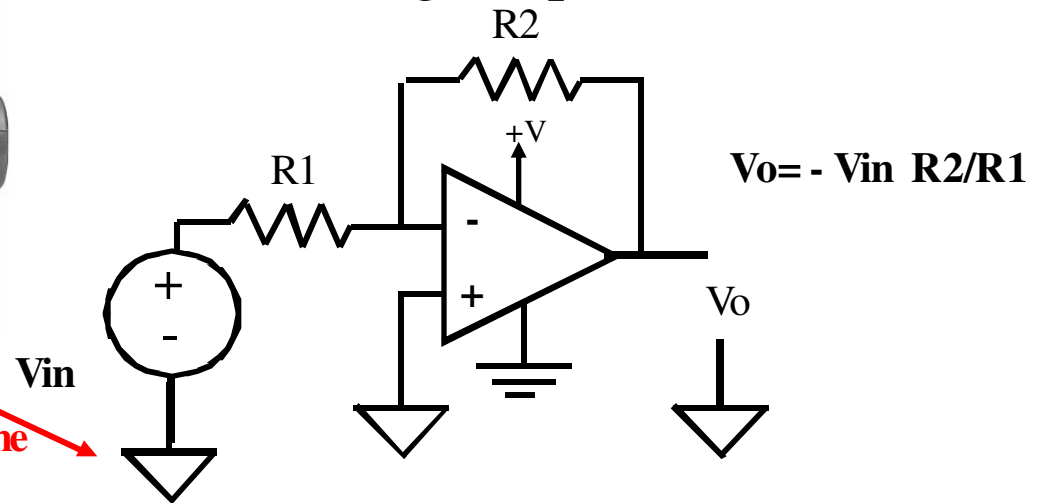 R2
+V
R1
Vo= - Vin R2/R1
-
+
+
-
Vo
Vin